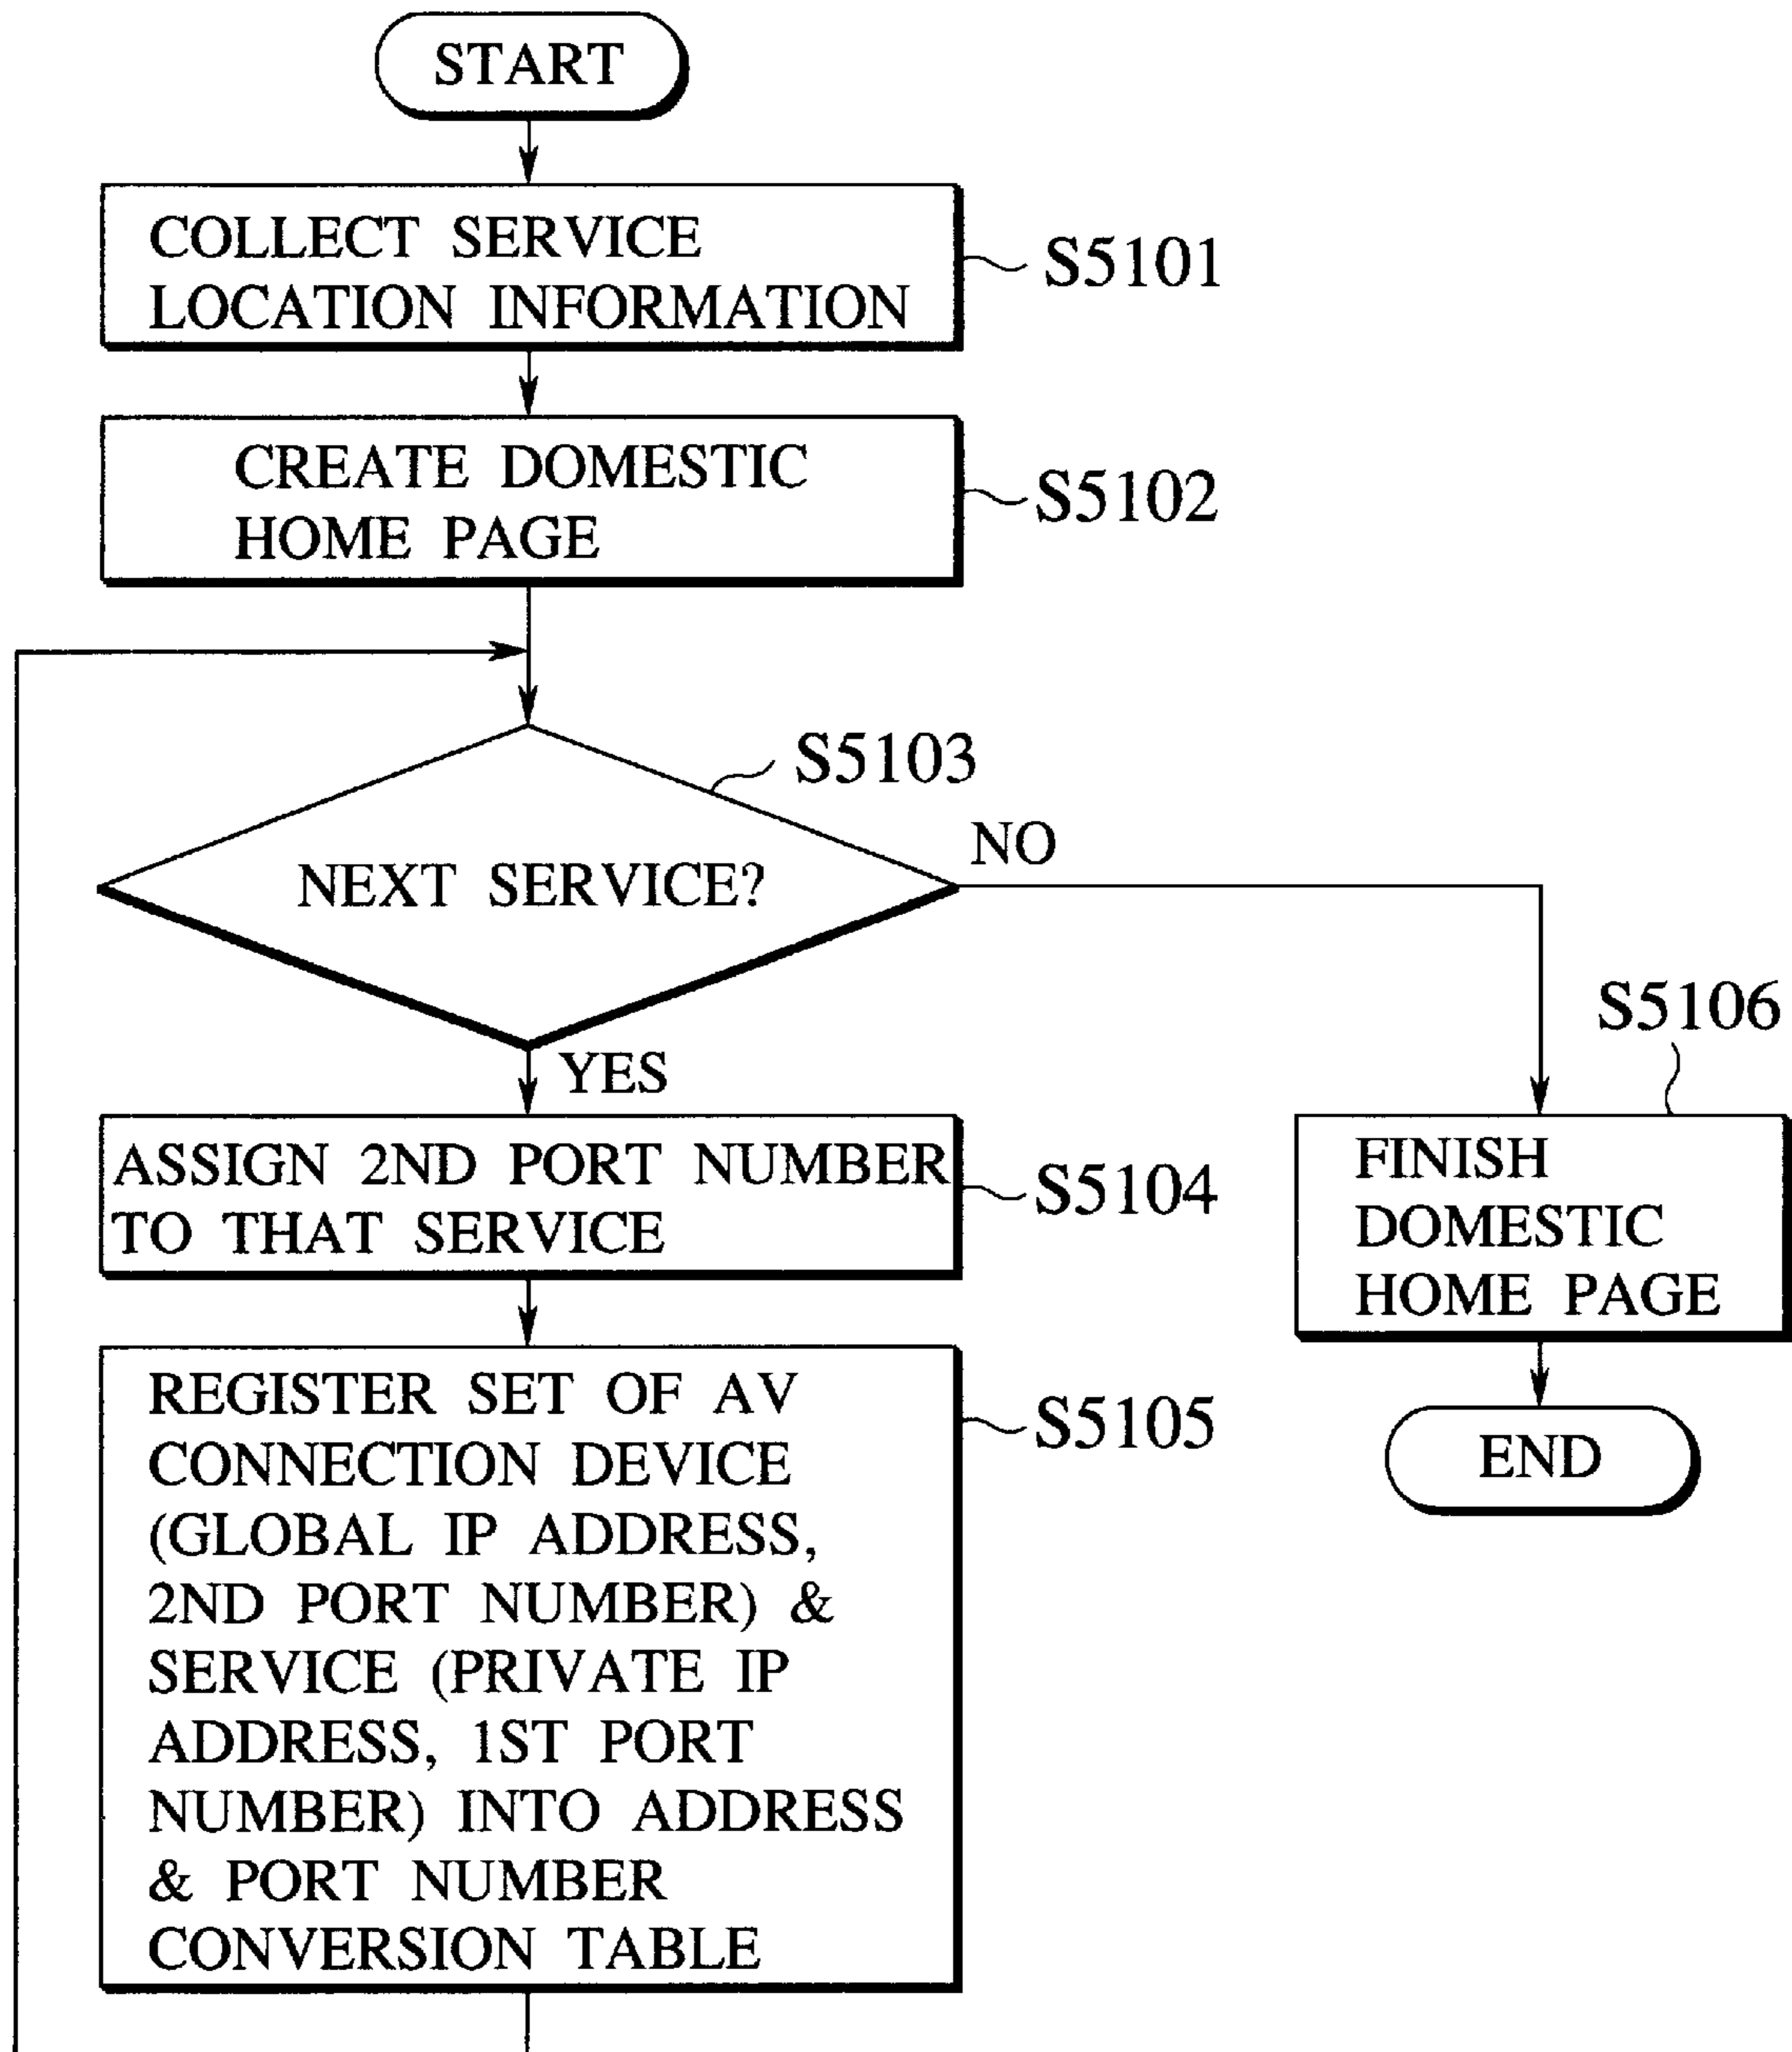 START
COLLECT SERVICE
LOCATION INFORMATION
S5101
CREATE DOMESTIC
HOME PAGE
S5102
S5103
NEXT SERVICE?
NO
YES
ASSIGN 2ND PORT NUMBER
TO THAT SERVICE
S5104
S5106
FINISH
DOMESTIC
HOME PAGE
REGISTER SET OF AV
CONNECTION DEVICE
(GLOBAL IP ADDRESS,
2ND PORT NUMBER) &
SERVICE (PRIVATE IP
ADDRESS, 1ST PORT
NUMBER) INTO ADDRESS
& PORT NUMBER
CONVERSION TABLE
S5105
END